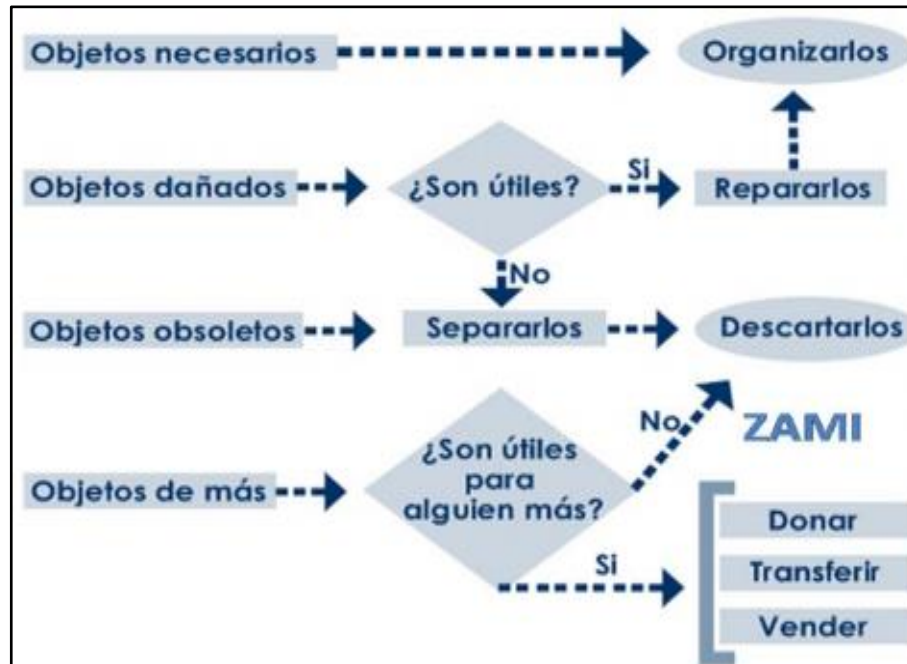 Objetos necesarios
Organizarlos
Objetos dañados
¿Son útiles?
Si
Repararlos
No
Objetos obsoletos
Separarlos
Descartarlos
Objetos de más
¿Son útiles
para
alguien más?
No
ZAMI
Si
Donar
Transferir
Vender